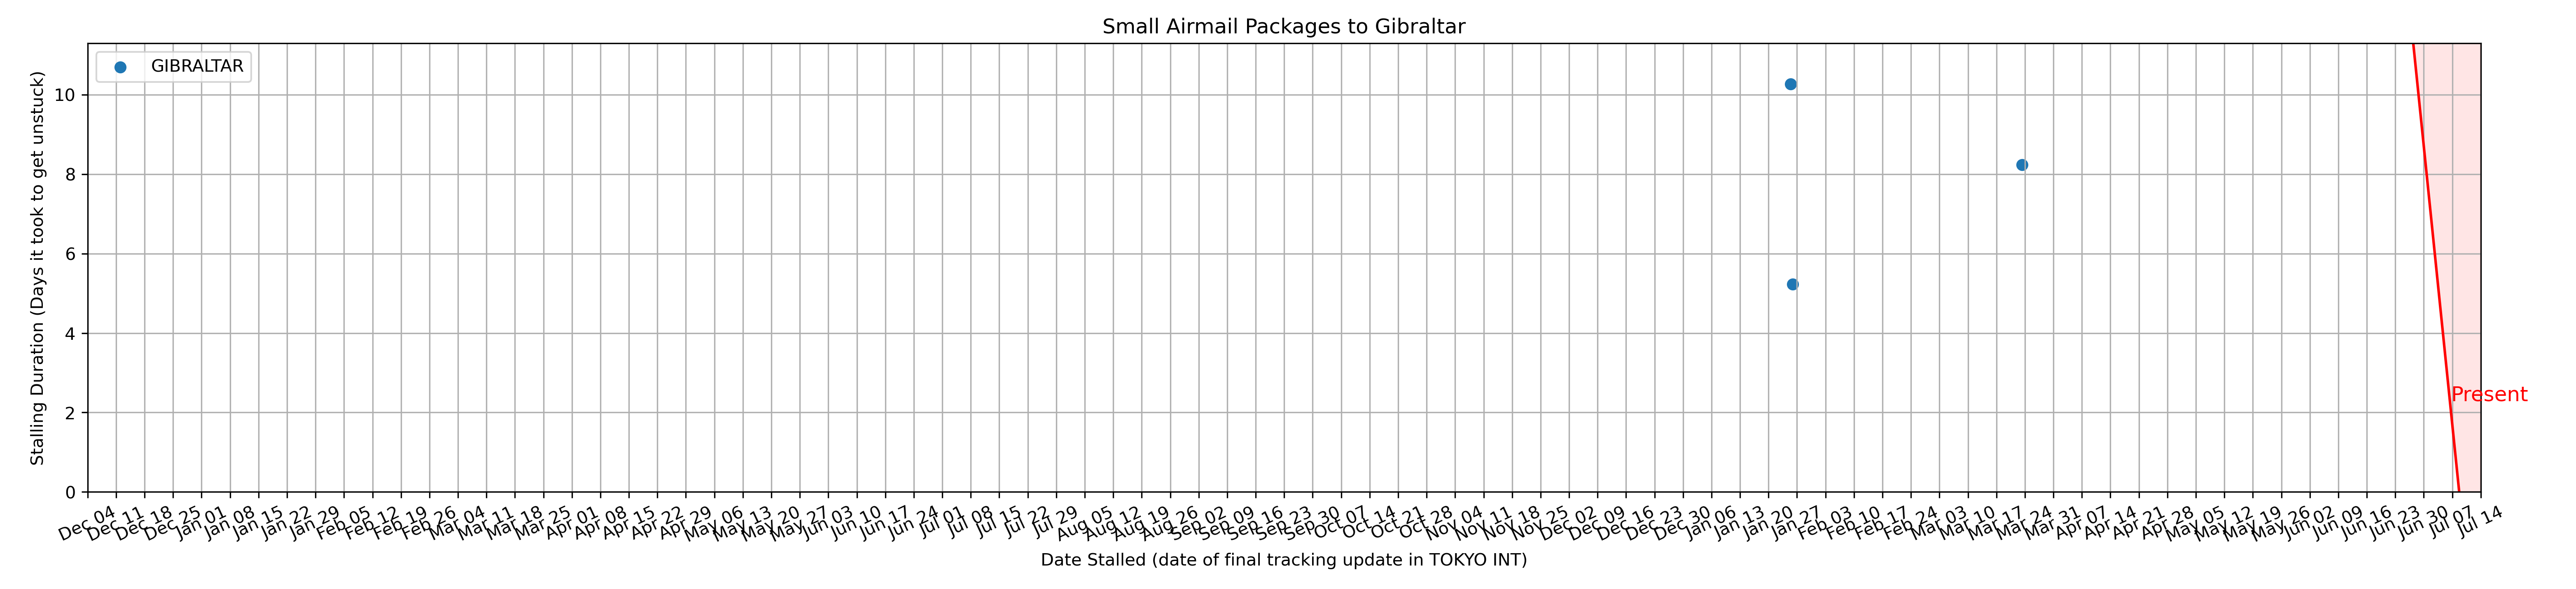 Small Airmail Packages to Gibraltar
GIBRALTAR
Stalling Duration (Days it took to get unstuck)
10
8
6
4
2
0
Present
Dec 04 Dec 11 Dec 18 Dec 25 Jan 01 Jan 08 Jan 15 Jan 22 Jan 29 Feb 05 Feb 12 Feb 19 Feb 26 Mar 04 Mar 11 Mar 18 Mar 25 Apr 01 Apr 08 Apr 15 Apr 22 Apr 29 May 06 May 13 May 20 May 27 Jun 03 Jun 10 Jun 17 Jun 24 Jul 01 Jul 08 Jul 15 Jul 22 Jul 29 Aug 05 Aug 12 Aug 19 Aug 26 Sep 02 Sep 09 Sep 16 Sep 23 Sep 30 Oct 07 Oct 14 Oct 21 Oct 28 Nov 04 Nov 11 Nov 18 Nov 25 Dec 02 Dec 09 Dec 16 Dec 23 Dec 30 Jan 06 Jan 13 Jan 20 Jan 27 Feb 03 Feb 10 Feb 17 Feb 24 Mar 03 Mar 10 Mar 17 Mar 24 Mar 31 Apr 07 Apr 14 Apr 21 Apr 28 May 05 May 12 May 19 May 26 Jun 02 Jun 09 Jun 16 Jun 23 Jun 30 Jul 07 Jul 14
Date Stalled (date of final tracking update in TOKYO INT)